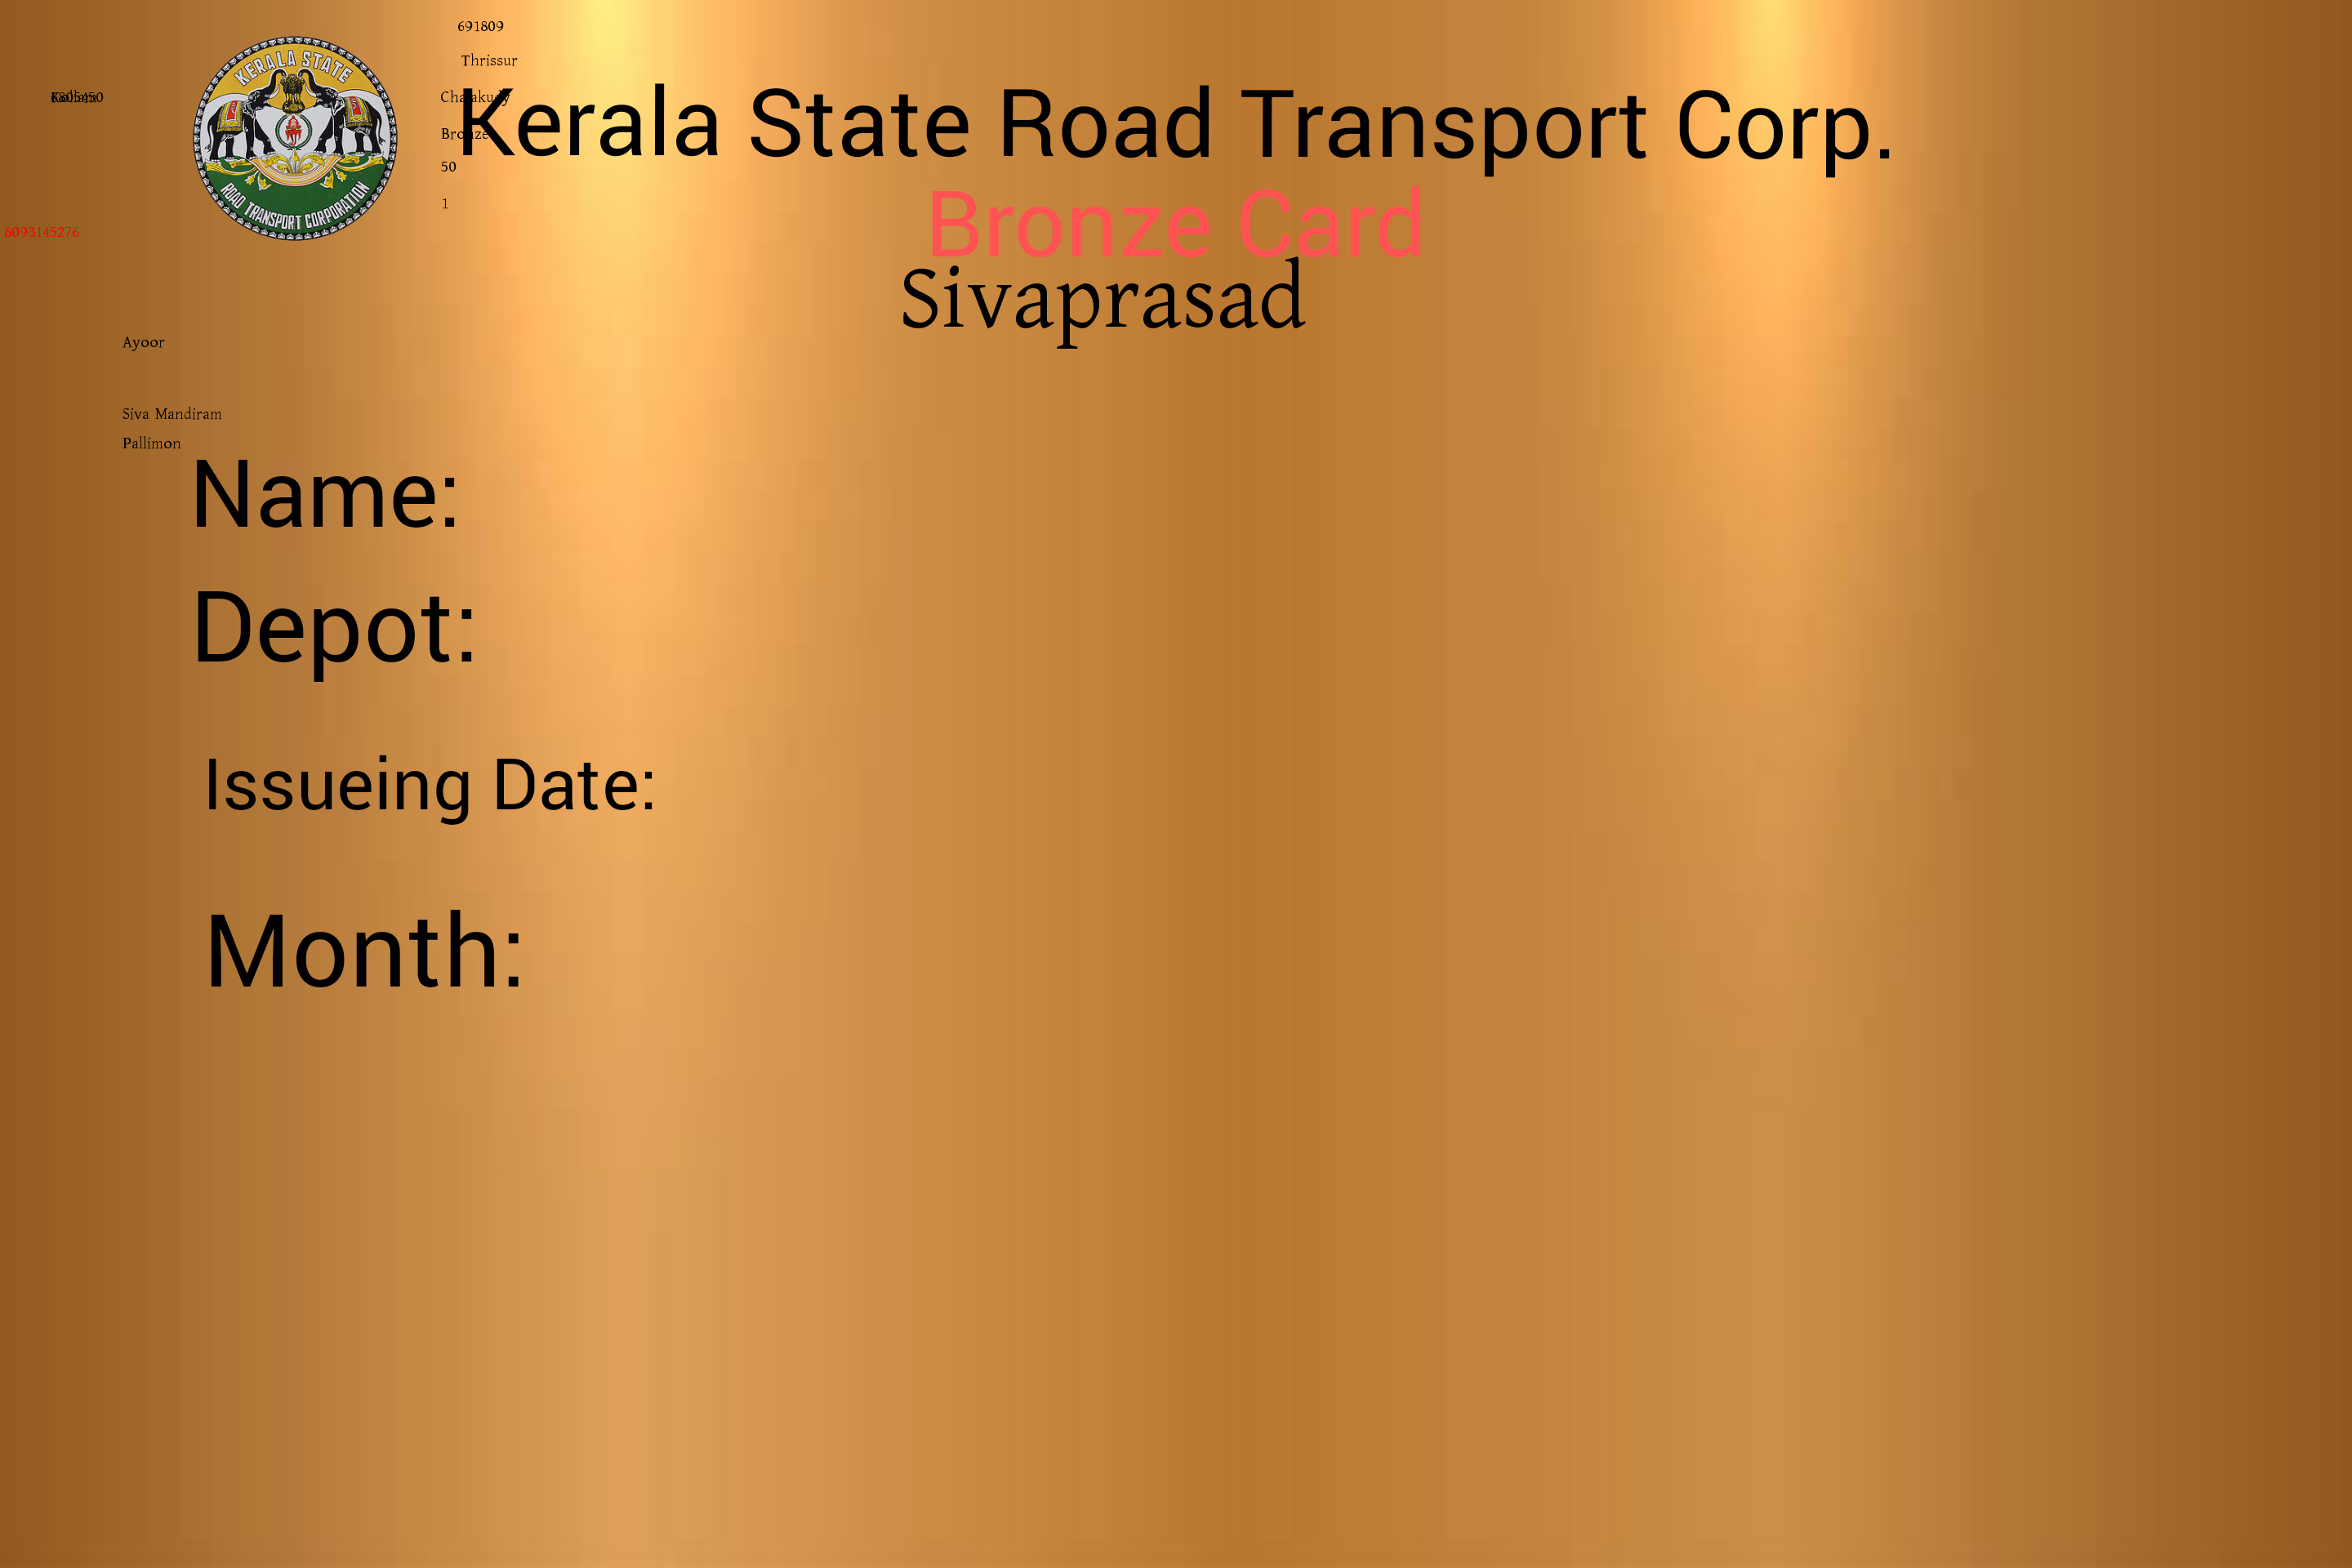 691809
Thrissur
KERALA STATE
ROAD TRANSPORT CORPORATION
Chalakudy
Kerala State Road Transport Corp.
Bronze
50
1
Bronze Card
8093145276
Sivaprasad
Ayoor
Siva Mandiram
Pallimon
Name:
Depot:
Issueing Date:
Month: